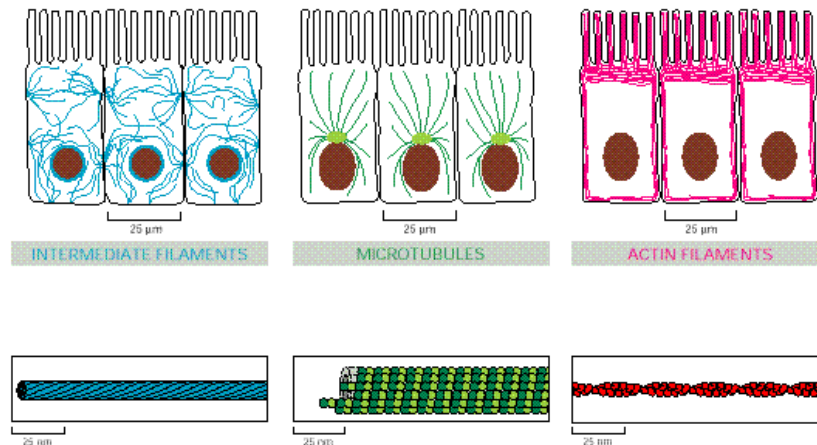 25 µm
25 µm
25 µm
INTERMEDIATE FILAMENTS
MICROTUBULES
ACTIN FILAMENTS
25 nm
25 nm
25 nm